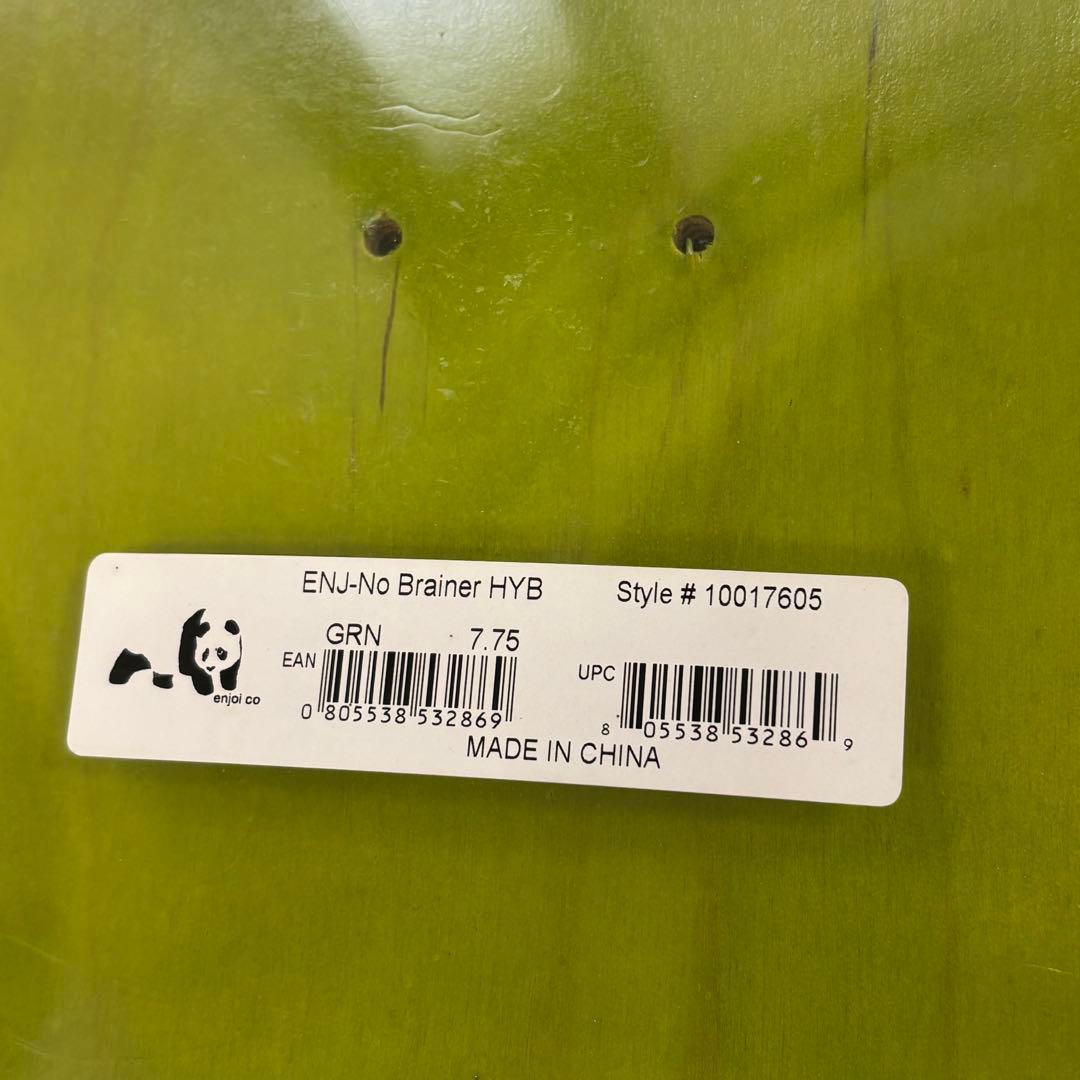 ENJ-No Brainer HYB
Style # 10017605
GRN 7.75
EAN
0 805538 532869
UPC
8 05538 53286 9
enjoi co
MADE IN CHINA